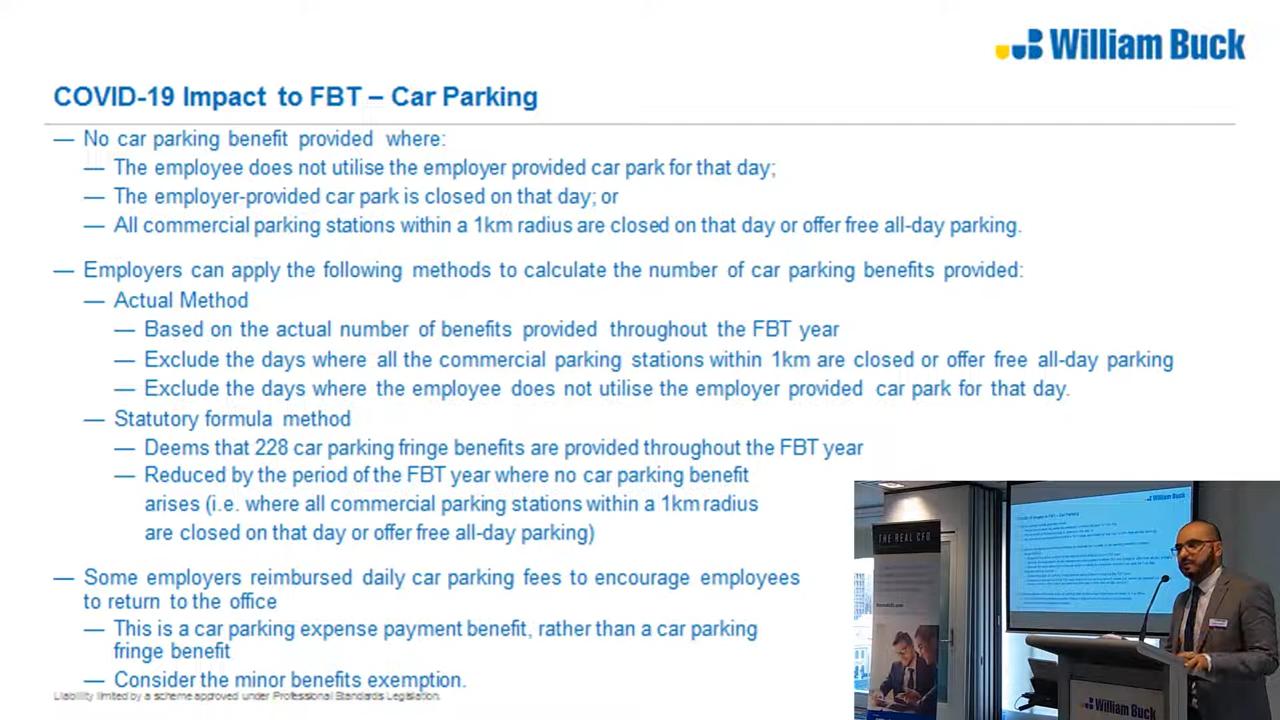 William Buck
COVID-19 Impact to FBT – Car Parking
— No car parking benefit provided where:
— The employee does not utilise the employer provided car park for that day;
— The employer-provided car park is closed on that day; or
— All commercial parking stations within a 1km radius are closed on that day or offer free all-day parking.
— Employers can apply the following methods to calculate the number of car parking benefits provided:
— Actual Method
— Based on the actual number of benefits provided throughout the FBT year
— Exclude the days where all the commercial parking stations within 1km are closed or offer free all-day parking
— Exclude the days where the employee does not utilise the employer provided car park for that day.
— Statutory formula method
— Deems that 228 car parking fringe benefits are provided throughout the FBT year
— Reduced by the period of the FBT year where no car parking benefit
arises (i.e. where all commercial parking stations within a 1km radius
are closed on that day or offer free all-day parking)
— Some employers reimbursed daily car parking fees to encourage employees
to return to the office
— This is a car parking expense payment benefit, rather than a car parking
fringe benefit
— Consider the minor benefits exemption.
Liability limited by a scheme approved under Professional Standards Legislation.
William Buck
THE REAL CFO
William Buck